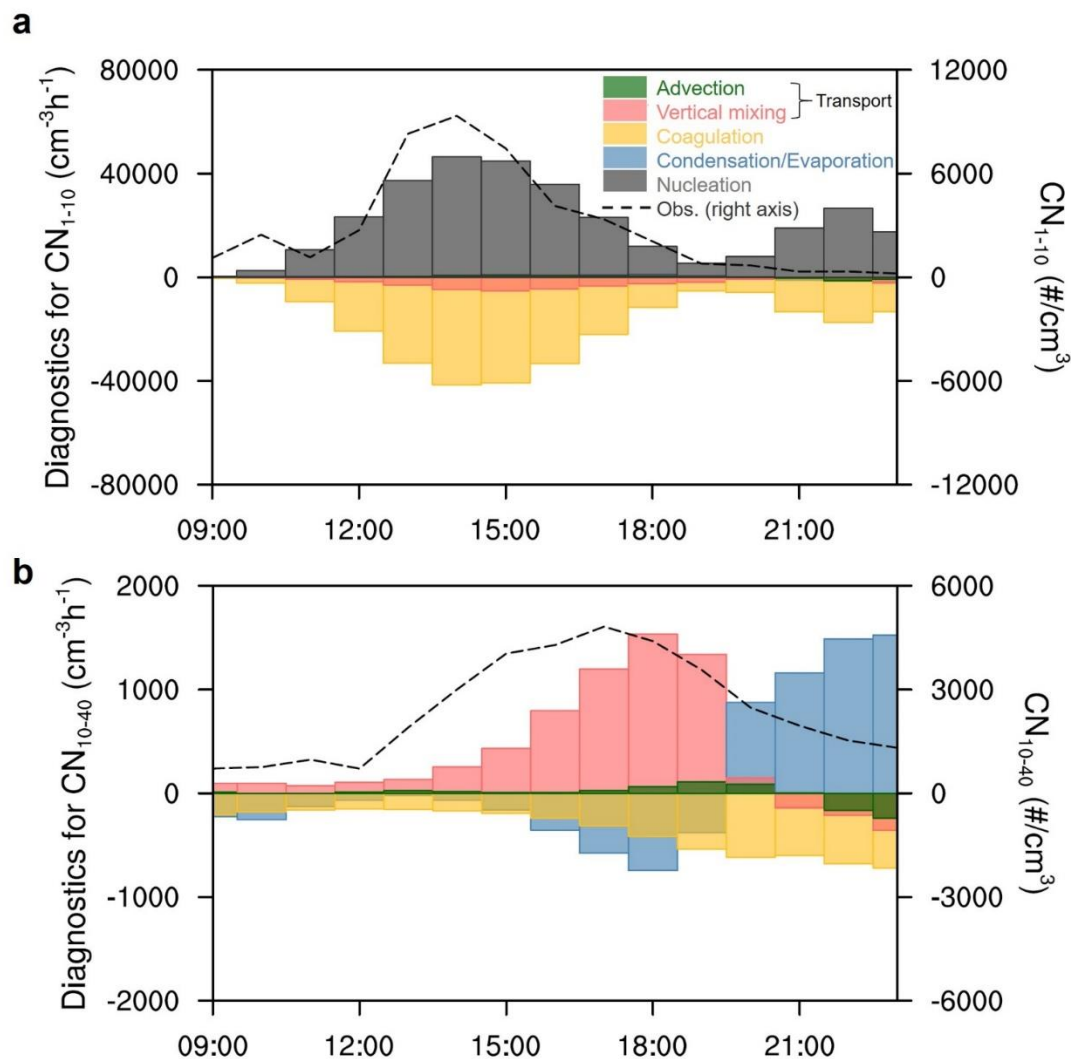 a
80000
40000
0
-40000
-80000
Diagnostics for CN1-10 (cm-3h-1)
Advection
Vertical mixing
Transport
Coagulation
Condensation/Evaporation
Nucleation
Obs. (right axis)
12000
6000
0
-6000
-12000
CN1-10 (#/cm3)
09:00 12:00 15:00 18:00 21:00
b
2000
1000
0
-1000
-2000
Diagnostics for CN10-40 (cm-3h-1)
6000
3000
0
-3000
-6000
CN10-40 (#/cm3)
09:00 12:00 15:00 18:00 21:00